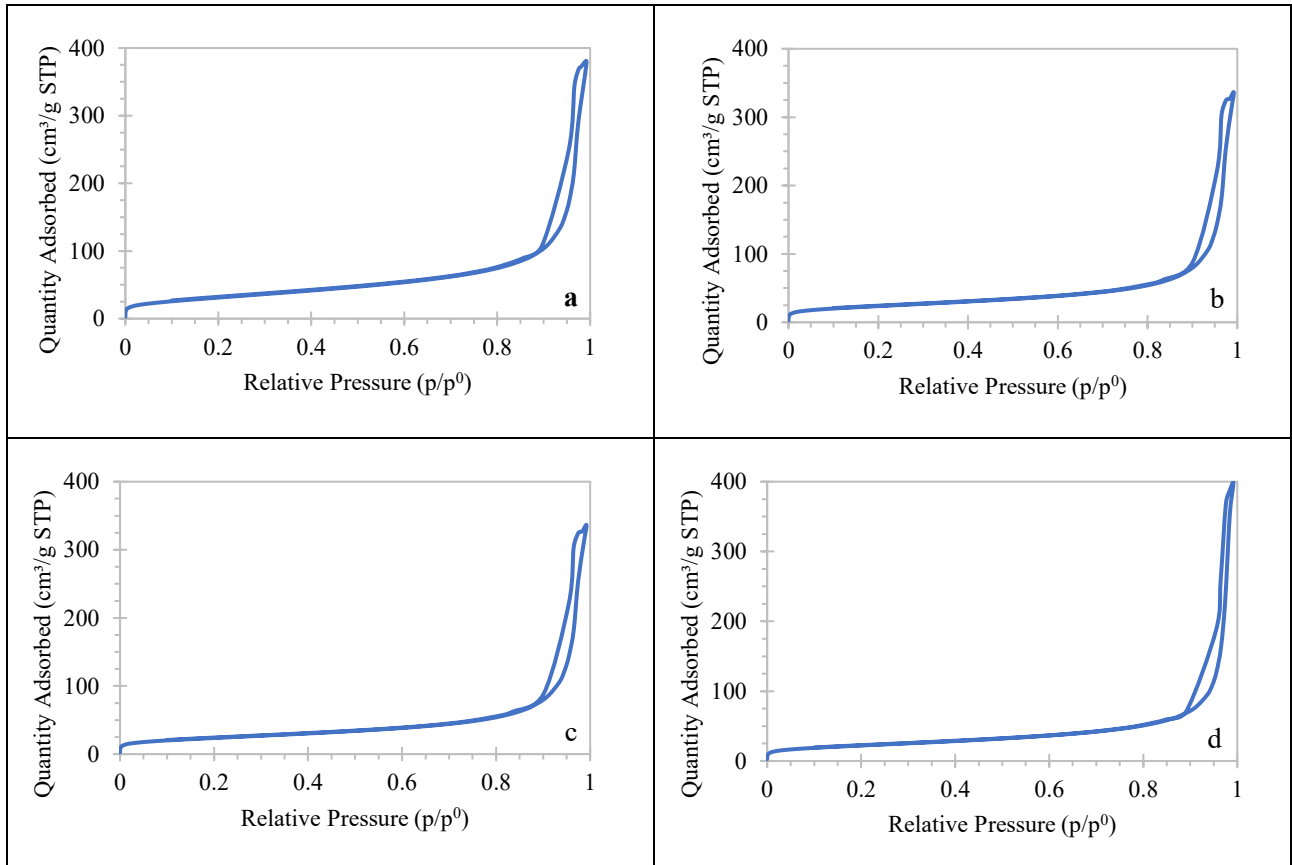 Quantity Adsorbed (cm³/g STP)
400
300
200
100
0
0 0.2 0.4 0.6 0.8 1
Relative Pressure (p/p⁰)
a
Quantity Adsorbed (cm³/g STP)
400
300
200
100
0
0 0.2 0.4 0.6 0.8 1
Relative Pressure (p/p⁰)
b
Quantity Adsorbed (cm³/g STP)
400
300
200
100
0
0 0.2 0.4 0.6 0.8 1
Relative Pressure (p/p⁰)
c
Quantity Adsorbed (cm³/g STP)
400
300
200
100
0
0 0.2 0.4 0.6 0.8 1
Relative Pressure (p/p⁰)
d